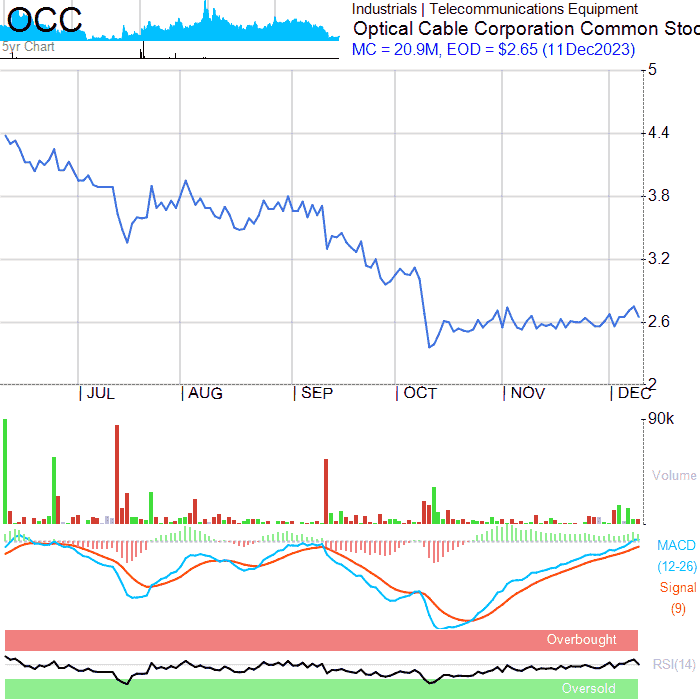 OCC
5yr Chart
Industrials | Telecommunications Equipment
Optical Cable Corporation Common Stoc
MC = 20.9M, EOD = $2.65 (11Dec2023)
5
4.4
3.8
3.2
2.6
2
JUL AUG SEP OCT NOV DEC
90k
Volume
MACD
(12-26)
Signal
(9)
Overbought
RSI(14)
Oversold